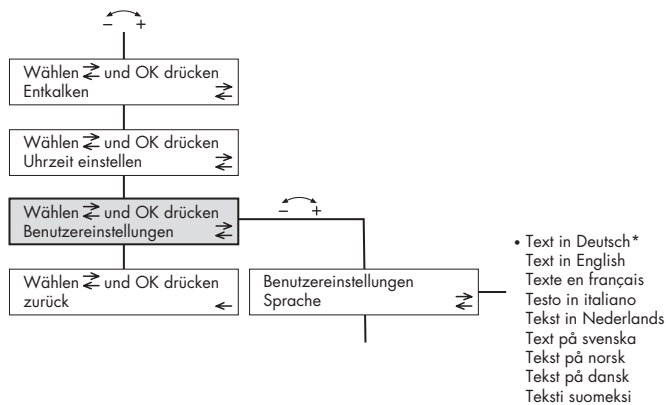 − +
Wählen ⇄ und OK drücken
Entkalken ⇄
Wählen ⇄ und OK drücken
Uhrzeit einstellen ⇄
Wählen ⇄ und OK drücken
Benutzereinstellungen ⇄
Wählen ⇄ und OK drücken
zurück ←
− +
Benutzereinstellungen
Sprache ⇄
• Text in Deutsch*
Text in English
Texte en français
Testo in italiano
Tekst in Nederlands
Text på svenska
Tekst på norsk
Tekst på dansk
Teksti suomeksi